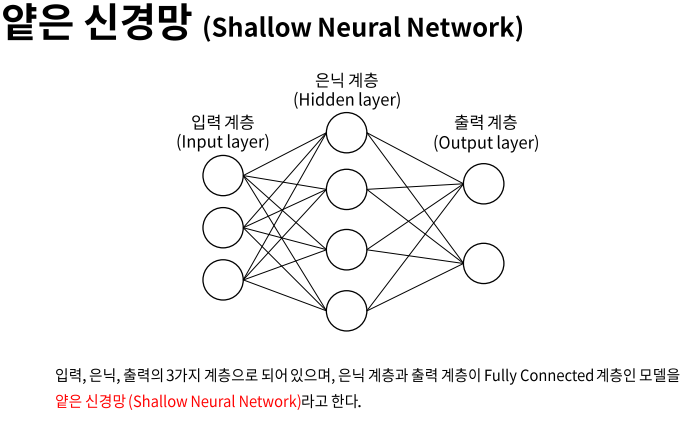 얕은 신경망 (Shallow Neural Network)
은닉 계층
(Hidden layer)
입력 계층
(Input layer)
출력 계층
(Output layer)
입력, 은닉, 출력의 3가지 계층으로 되어 있으며, 은닉 계층과 출력 계층이 Fully Connected 계층인 모델을
얕은 신경망 (Shallow Neural Network)라고 한다.